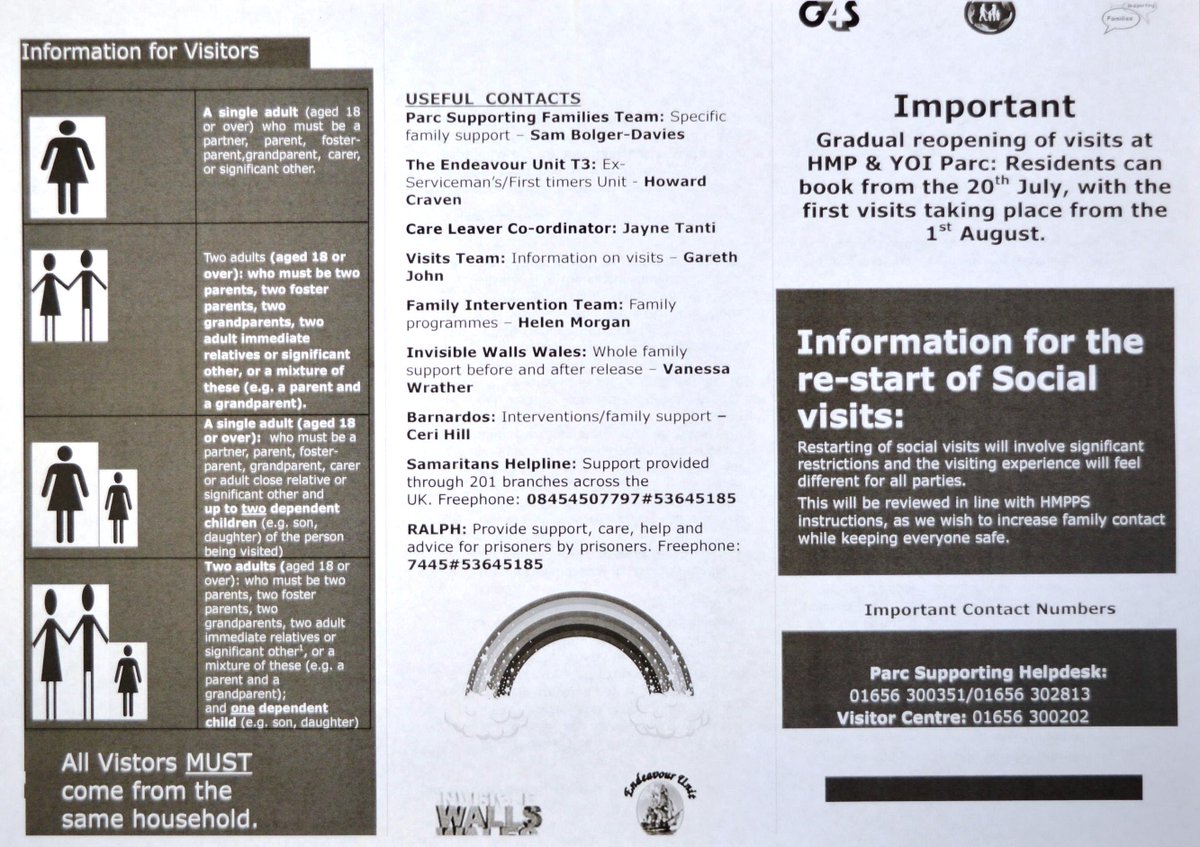 Information for Visitors
A single adult (aged 18
or over) who must be a
partner, parent, foster-
parent,grandparent, carer,
or significant other.
Two adults (aged 18 or
over): who must be two
parents, two foster
parents, two
grandparents, two
adult immediate
relatives or significant
other, or a mixture of
these (e.g. a parent and
a grandparent).
A single adult (aged 18
or over): who must be a
partner, parent, foster-
parent, grandparent, carer
or adult close relative or
significant other and
up to two dependent
children (e.g. son,
daughter) of the person
being visited)
Two adults (aged 18 or
over): who must be two
parents, two foster
parents, two
grandparents, two adult
immediate relatives or
significant other¹, or a
mixture of these (e.g. a
parent and a
grandparent);
and one dependent
child (e.g. son, daughter)
All Vistors MUST
come from the
same household.
USEFUL CONTACTS
Parc Supporting Families Team: Specific
family support – Sam Bolger-Davies
The Endeavour Unit T3: Ex-
Serviceman's/First timers Unit - Howard
Craven
Care Leaver Co-ordinator: Jayne Tanti
Visits Team: Information on visits – Gareth
John
Family Intervention Team: Family
programmes – Helen Morgan
Invisible Walls Wales: Whole family
support before and after release – Vanessa
Wrather
Barnardos: Interventions/family support –
Ceri Hill
Samaritans Helpline: Support provided
through 201 branches across the
UK. Freephone: 08454507797#53645185
RALPH: Provide support, care, help and
advice for prisoners by prisoners. Freephone:
7445#53645185
INVISIBLE
WALLS
WALES
Endeavour Unit
G4S
Supporting
Families
Important
Gradual reopening of visits at
HMP & YOI Parc: Residents can
book from the 20th July, with the
first visits taking place from the
1st August.
Information for the
re-start of Social
visits:
Restarting of social visits will involve significant
restrictions and the visiting experience will feel
different for all parties.
This will be reviewed in line with HMPPS
instructions, as we wish to increase family contact
while keeping everyone safe.
Important Contact Numbers
Parc Supporting Helpdesk:
01656 300351/01656 302813
Visitor Centre: 01656 300202